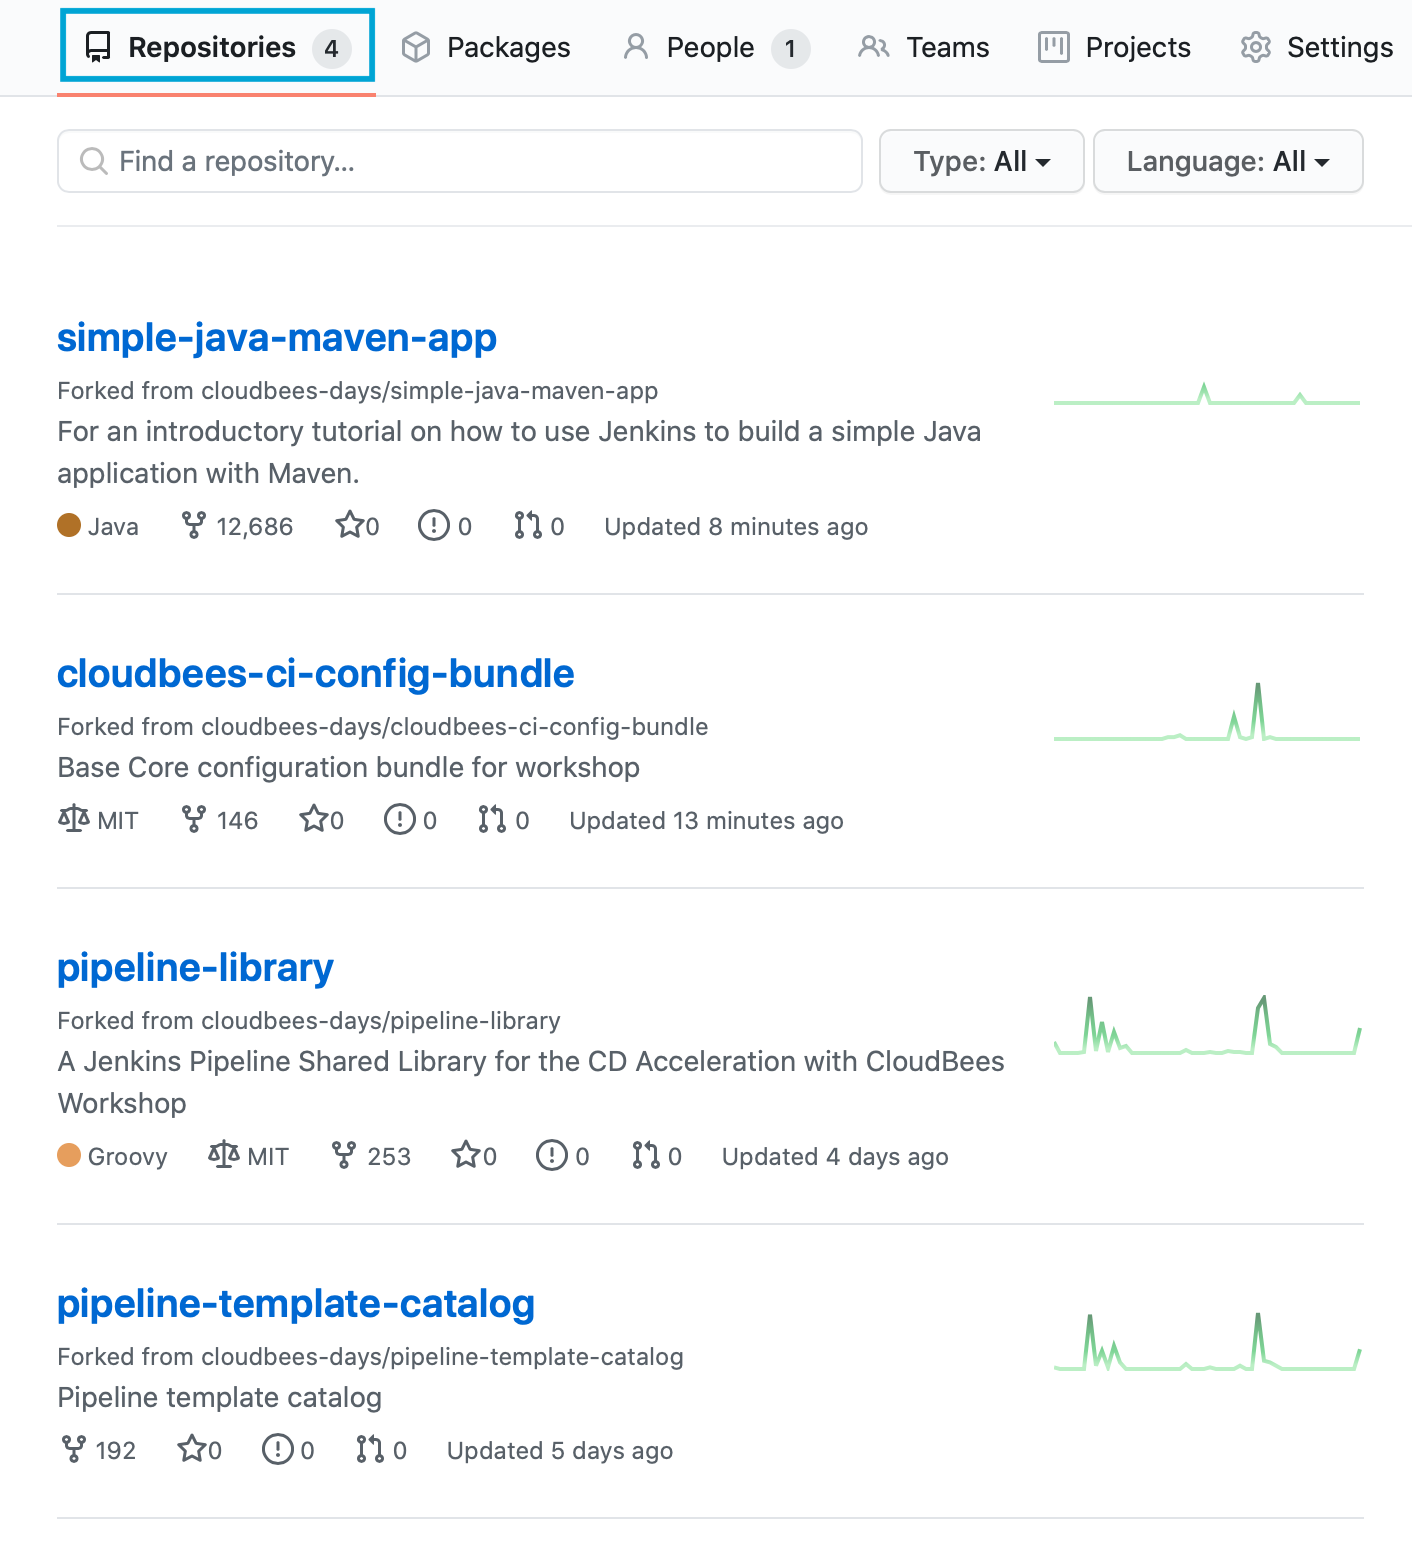 Repositories 4 Packages People 1 Teams Projects Settings
Find a repository... Type: All Language: All
simple-java-maven-app
Forked from cloudbees-days/simple-java-maven-app
For an introductory tutorial on how to use Jenkins to build a simple Java
application with Maven.
Java 12,686 0 0 0 Updated 8 minutes ago
cloudbees-ci-config-bundle
Forked from cloudbees-days/cloudbees-ci-config-bundle
Base Core configuration bundle for workshop
MIT 146 0 0 0 Updated 13 minutes ago
pipeline-library
Forked from cloudbees-days/pipeline-library
A Jenkins Pipeline Shared Library for the CD Acceleration with CloudBees
Workshop
Groovy MIT 253 0 0 0 Updated 4 days ago
pipeline-template-catalog
Forked from cloudbees-days/pipeline-template-catalog
Pipeline template catalog
192 0 0 0 Updated 5 days ago